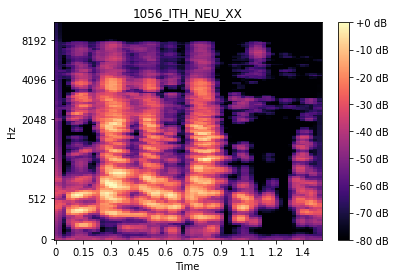 1056_ITH_NEU_XX
Hz
8192
4096
2048
1024
512
0
0 0.15 0.3 0.45 0.6 0.75 0.9 1.1 1.2 1.4
Time
+0 dB
-10 dB
-20 dB
-30 dB
-40 dB
-50 dB
-60 dB
-70 dB
-80 dB